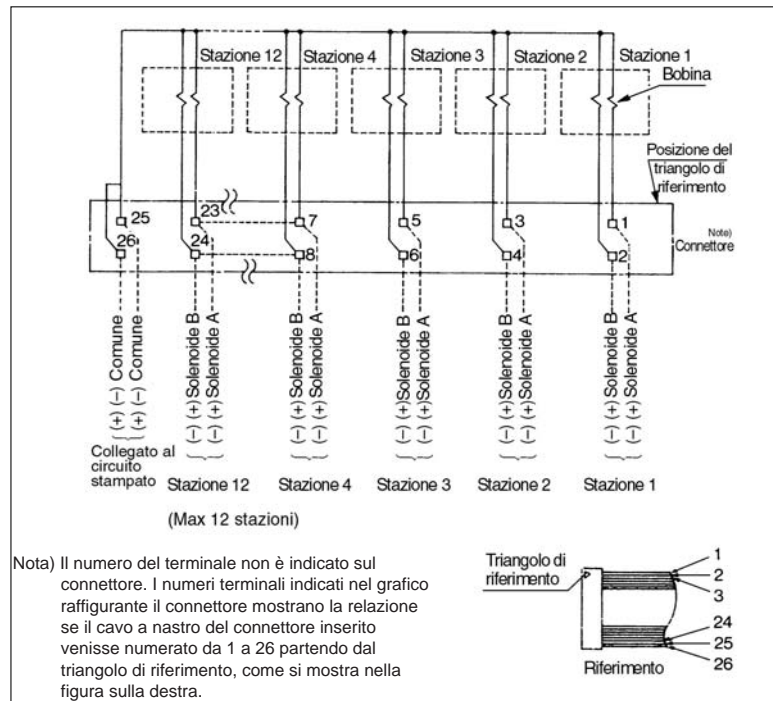 Stazione 12
Stazione 4
Stazione 3
Stazione 2
Stazione 1
Bobina
Posizione del
triangolo di
riferimento
25
23
7
5
3
1
Note)
Connettore
26
24
8
6
4
2
(+) (−) Comune
(+) (−) Comune
(−) (+) Solenoide B
(−) (+) Solenoide A
(−) (+) Solenoide B
(−) (+) Solenoide A
(−) (+) Solenoide B
(−) (+) Solenoide A
(−) (+) Solenoide B
(−) (+) Solenoide A
(−) (+) Solenoide B
(−) (+) Solenoide A
Collegato al
circuito
stampato
Stazione 12
Stazione 4
Stazione 3
Stazione 2
Stazione 1
(Max 12 stazioni)
Nota) Il numero del terminale non è indicato sul
connettore. I numeri terminali indicati nel grafico
raffigurante il connettore mostrano la relazione
se il cavo a nastro del connettore inserito
venisse numerato da 1 a 26 partendo dal
triangolo di riferimento, come si mostra nella
figura sulla destra.
Triangolo di
riferimento
1
2
3
24
25
26
Riferimento